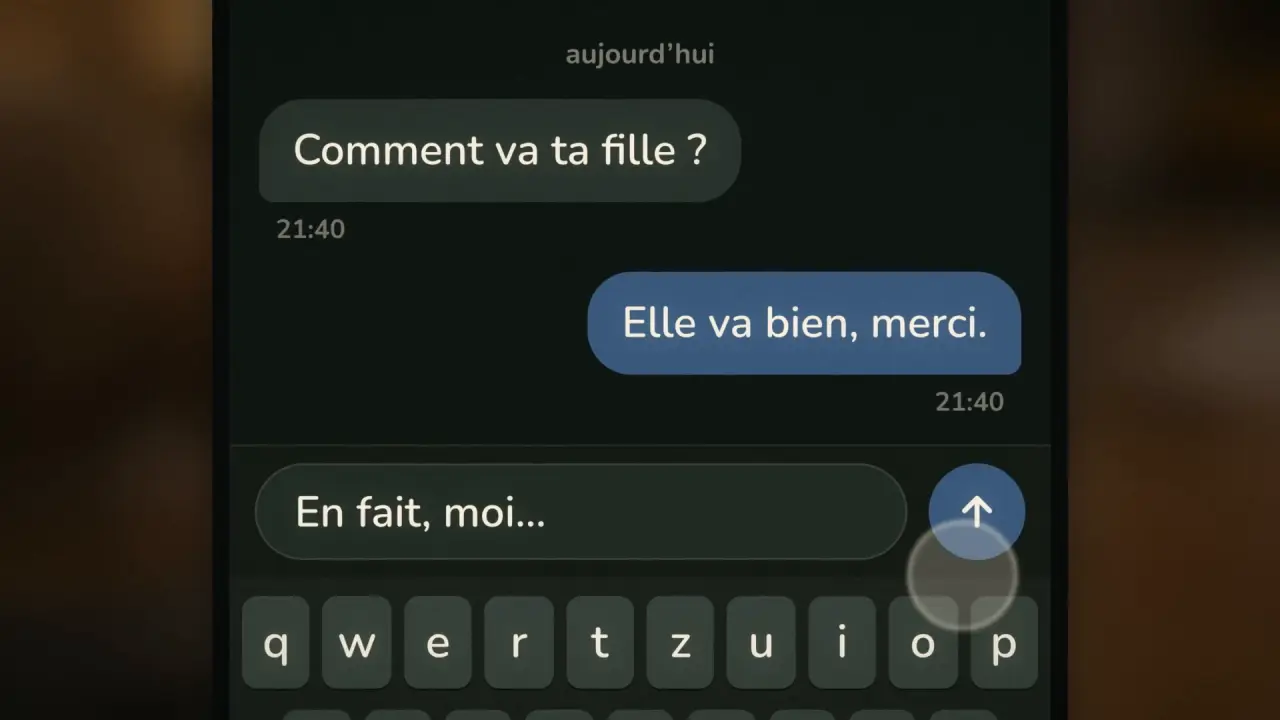 aujourd’hui
Comment va ta fille ?
21:40
Elle va bien, merci.
21:40
En fait, moi...
q w e r t z u i o p